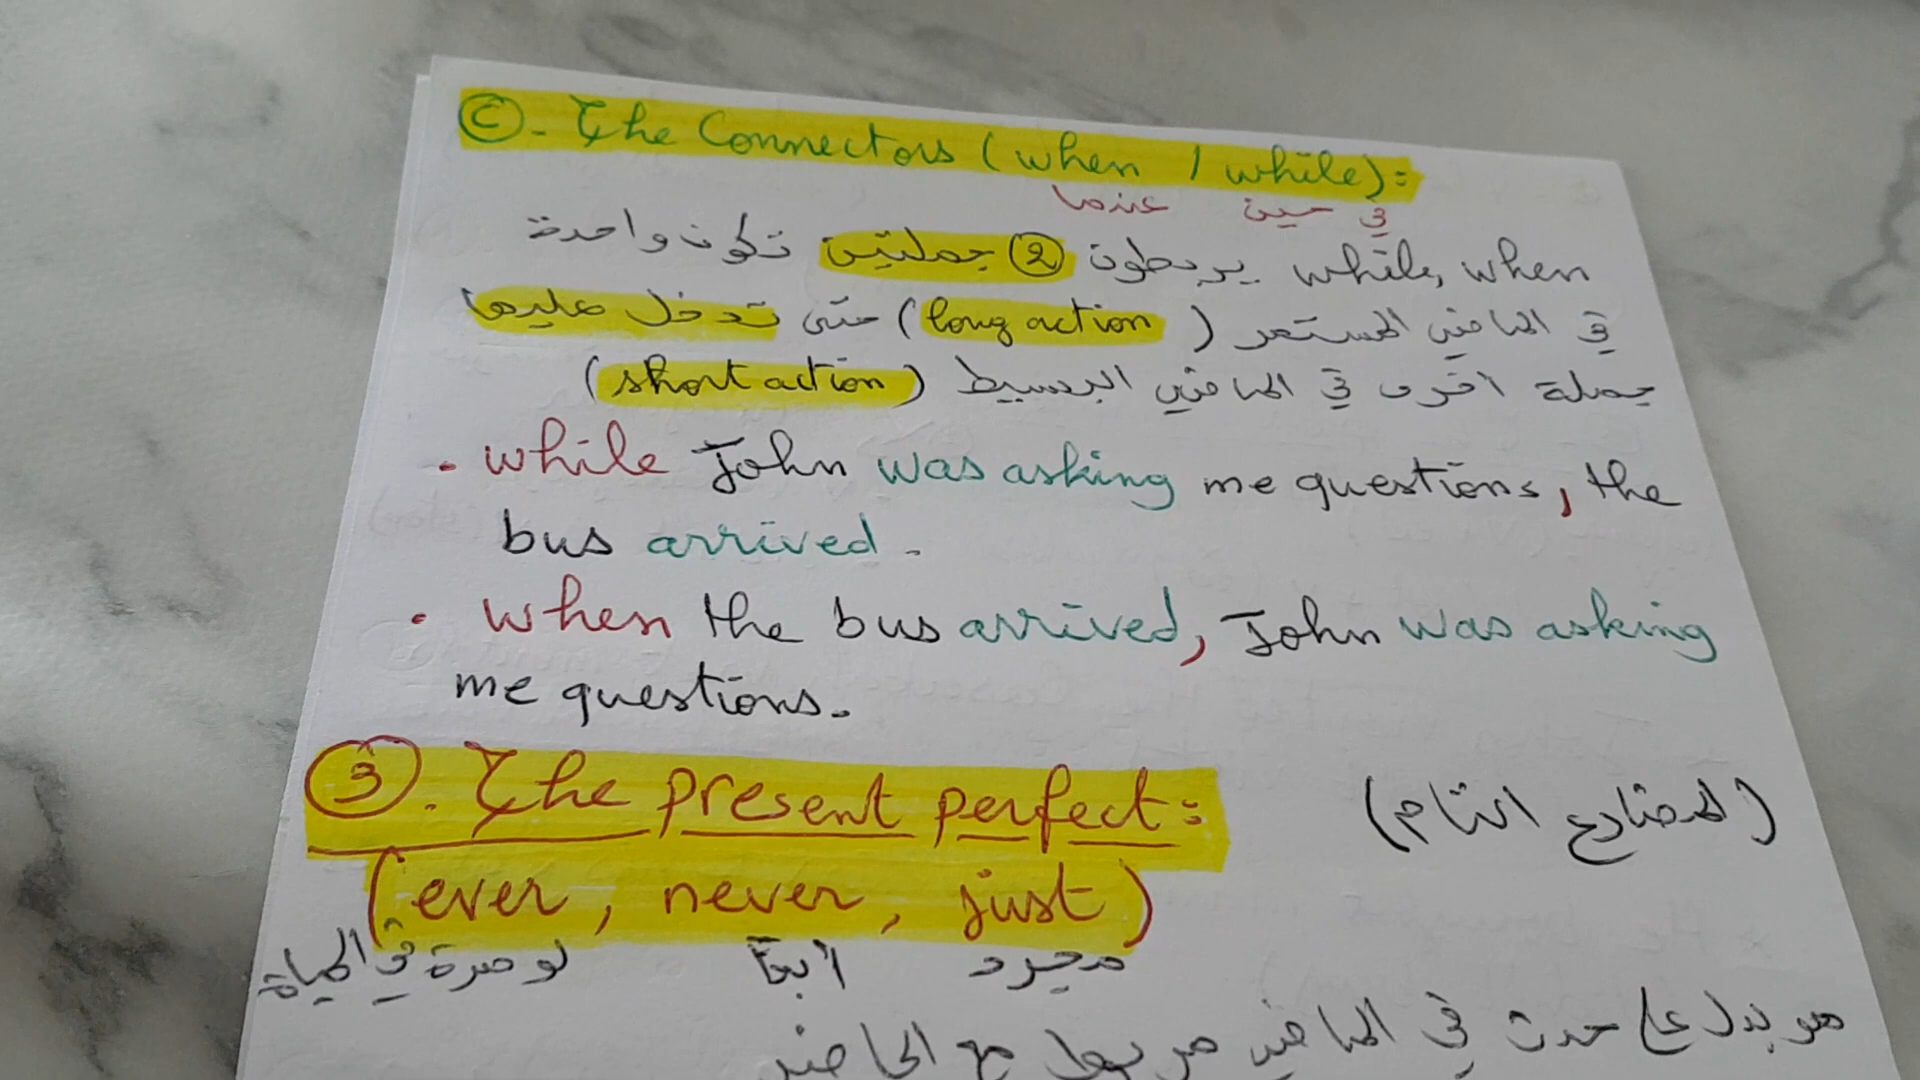 C - The Connectors (when / while):
عندما في حين
while, when يربطون 2 جملتين تكون واحدة
في الماضي المستمر (long action) حتى تدخل عليها
جملة أخرى في الماضي البسيط (short action)
• while John was asking me questions, the
bus arrived.
• when the bus arrived, John was asking
me questions.
3. The present perfect: (المضارع التام)
(ever, never, just)
لو مرة في الحياة أبدًا مجرد
هو يدل على حدث في الماضي مربوط مع الحاضر